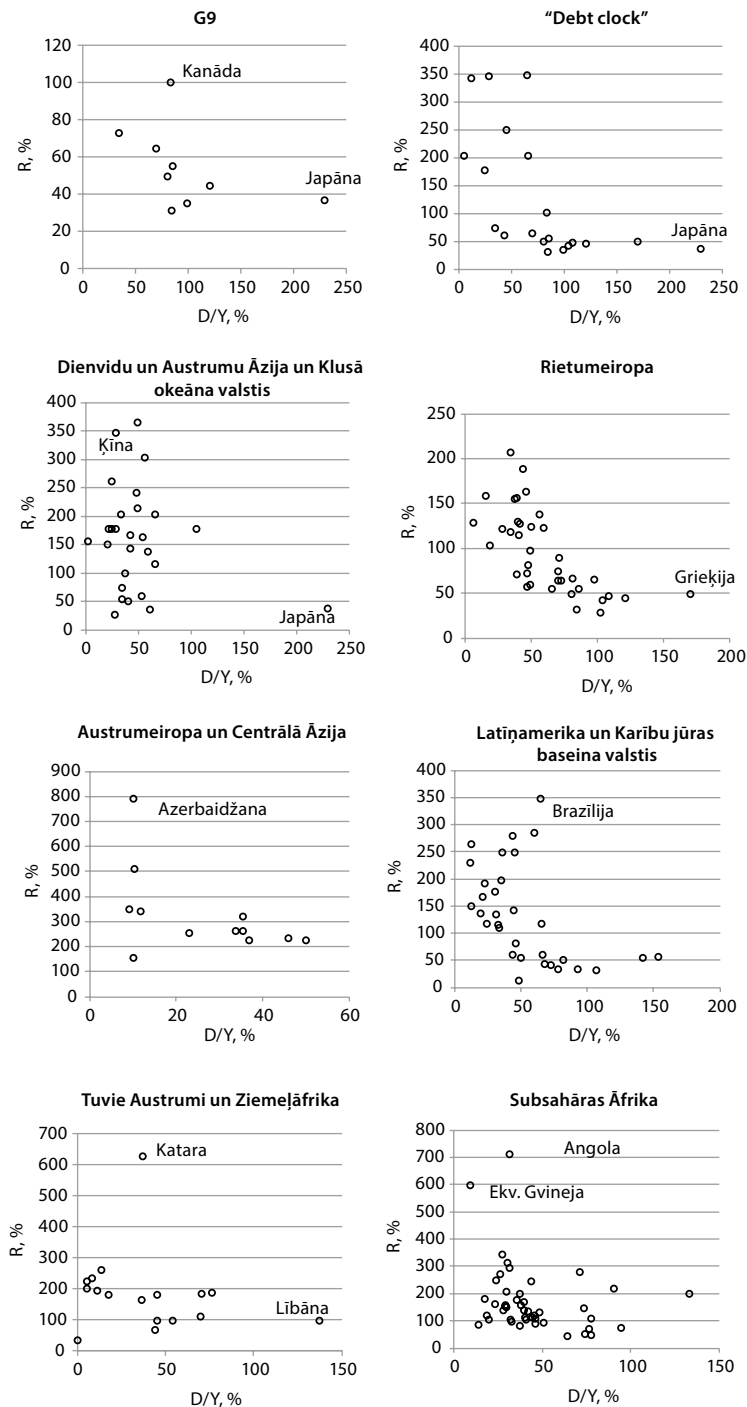 G9
120
100
80
60
40
20
0
R, %
Kanāda
Japāna
0 50 100 150 200 250
D/Y, %
“Debt clock”
400
350
300
250
200
150
100
50
0
R, %
Japāna
0 50 100 150 200 250
D/Y, %
Dienvidu un Austrumu Āzija un Klusā
okeāna valstis
400
350
300
250
200
150
100
50
0
R, %
Ķīna
Japāna
0 50 100 150 200 250
D/Y, %
Rietumeiropa
250
200
150
100
50
0
R, %
Grieķija
0 50 100 150 200
D/Y, %
Austrumeiropa un Centrālā Āzija
900
800
700
600
500
400
300
200
100
0
R, %
Azerbaidžana
0 20 40 60
D/Y, %
Latīņamerika un Karību jūras
baseina valstis
400
350
300
250
200
150
100
50
0
R, %
Brazīlija
0 50 100 150 200
D/Y, %
Tuvie Austrumi un Ziemeļāfrika
700
600
500
400
300
200
100
0
R, %
Katara
Lībāna
0 50 100 150
D/Y, %
Subsahāras Āfrika
800
700
600
500
400
300
200
100
0
R, %
Angola
Ekv. Gvineja
0 50 100 150
D/Y, %